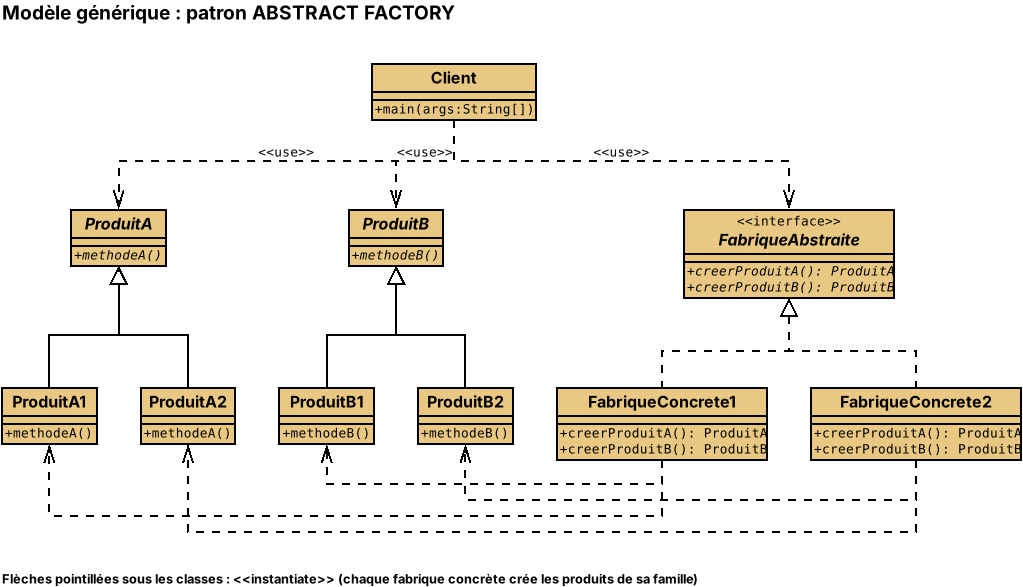 Modèle générique : patron ABSTRACT FACTORY
Client
+main(args:String[])
<<use>>
<<use>>
<<use>>
ProduitA
+methodeA()
ProduitB
+methodeB()
<<interface>>
FabriqueAbstraite
+creerProduitA(): ProduitA
+creerProduitB(): ProduitB
ProduitA1
+methodeA()
ProduitA2
+methodeA()
ProduitB1
+methodeB()
ProduitB2
+methodeB()
FabriqueConcrete1
+creerProduitA(): ProduitA
+creerProduitB(): ProduitB
FabriqueConcrete2
+creerProduitA(): ProduitA
+creerProduitB(): ProduitB
Flèches pointillées sous les classes : <<instantiate>> (chaque fabrique concrète crée les produits de sa famille)